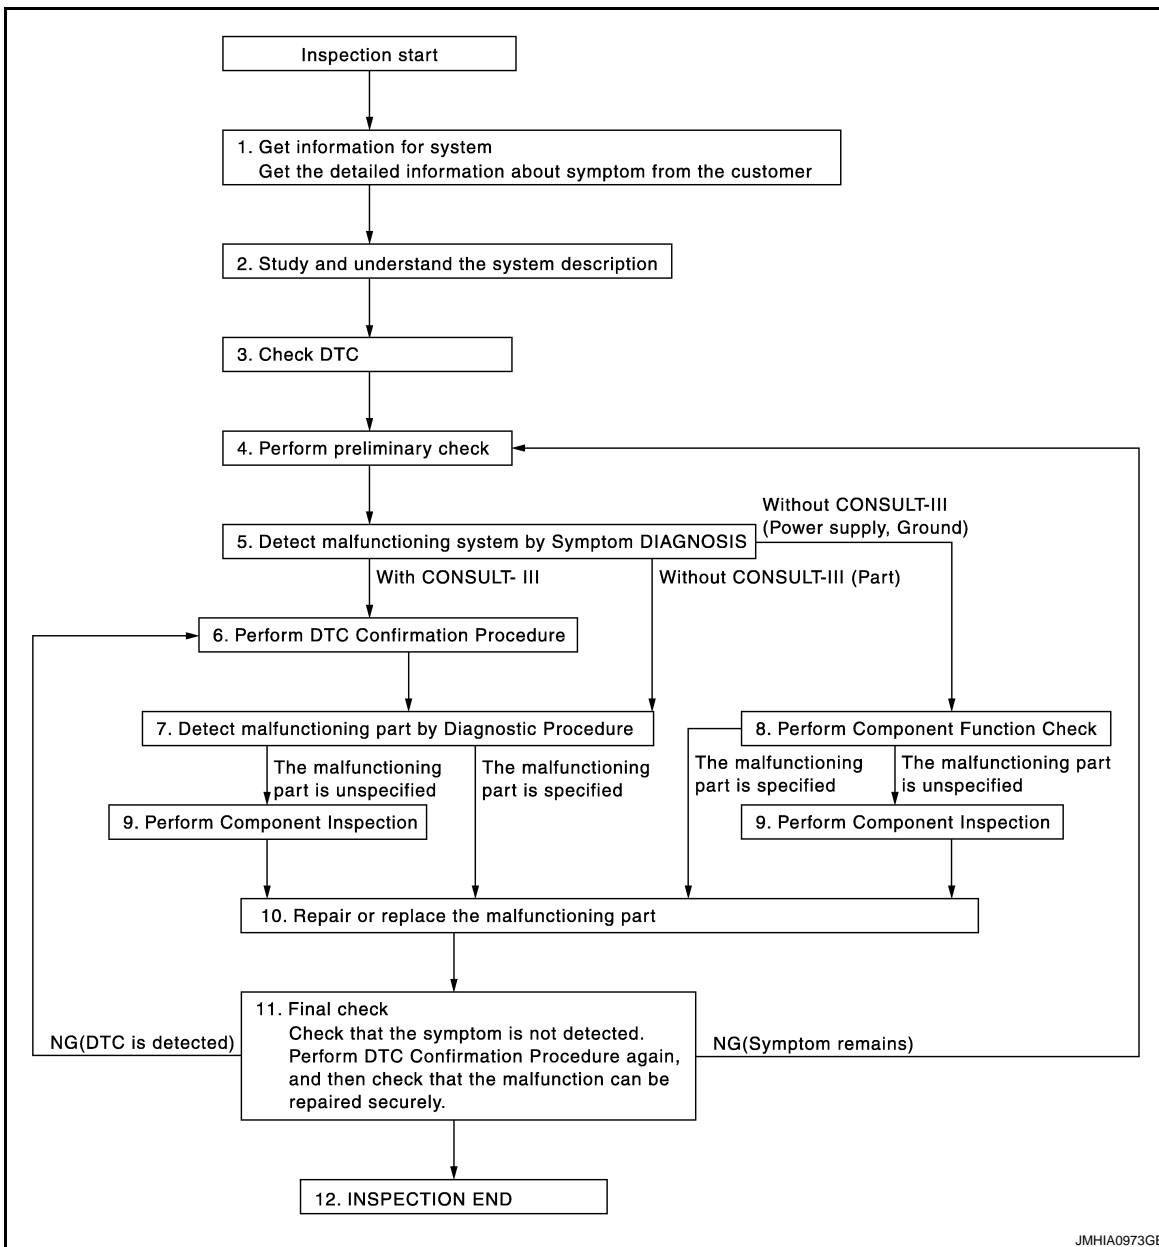 Inspection start
1. Get information for system
Get the detailed information about symptom from the customer
2. Study and understand the system description
3. Check DTC
4. Perform preliminary check
Without CONSULT-III
(Power supply, Ground)
5. Detect malfunctioning system by Symptom DIAGNOSIS
With CONSULT- III
Without CONSULT-III (Part)
6. Perform DTC Confirmation Procedure
7. Detect malfunctioning part by Diagnostic Procedure
8. Perform Component Function Check
The malfunctioning
part is unspecified
The malfunctioning
part is specified
The malfunctioning
part is specified
The malfunctioning part
is unspecified
9. Perform Component Inspection
9. Perform Component Inspection
10. Repair or replace the malfunctioning part
11. Final check
Check that the symptom is not detected.
Perform DTC Confirmation Procedure again,
and then check that the malfunction can be
repaired securely.
NG(DTC is detected)
NG(Symptom remains)
12. INSPECTION END
JMHIA0973GB